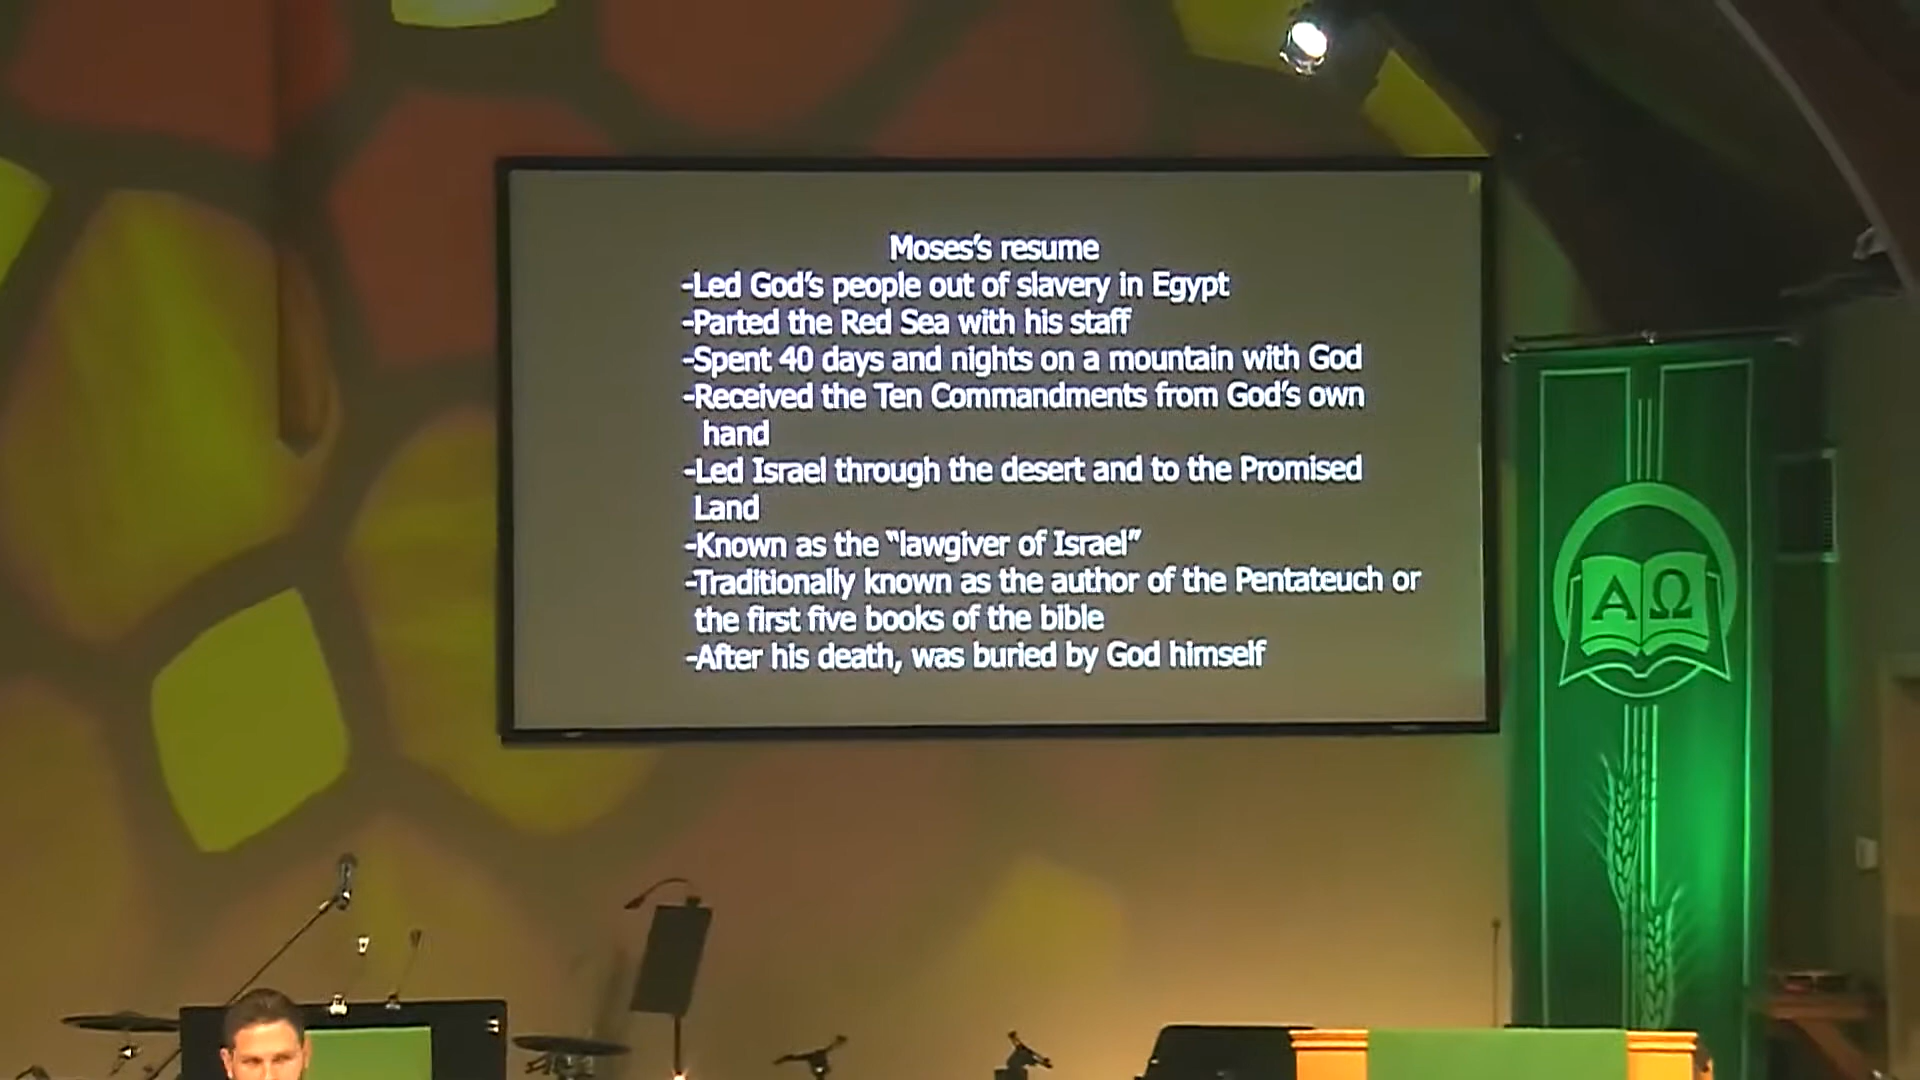 Moses's resume
-Led God's people out of slavery in Egypt
-Parted the Red Sea with his staff
-Spent 40 days and nights on a mountain with God
-Received the Ten Commandments from God's own
hand
-Led Israel through the desert and to the Promised
Land
-Known as the “lawgiver of Israel”
-Traditionally known as the author of the Pentateuch or
the first five books of the bible
-After his death, was buried by God himself
Α Ω